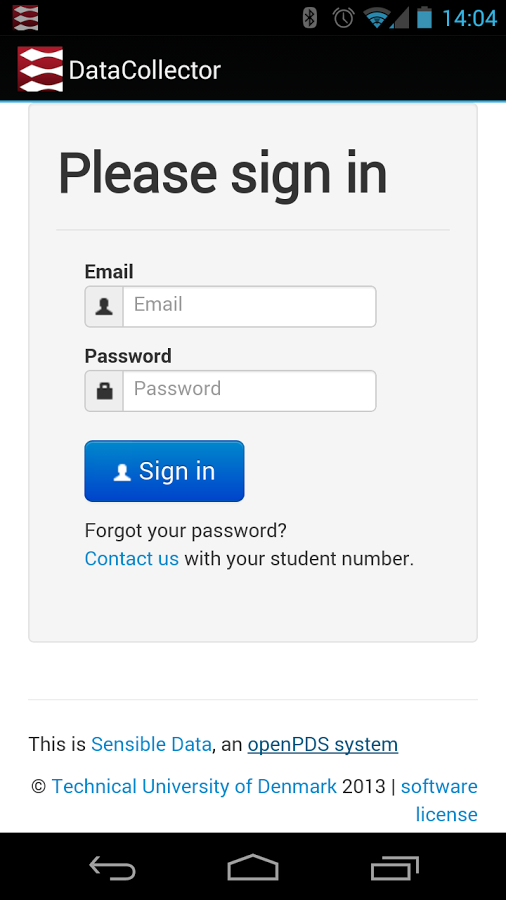 14:04
DataCollector
Please sign in
Email
Email
Password
Password
Sign in
Forgot your password?
Contact us with your student number.
This is Sensible Data, an openPDS system
© Technical University of Denmark 2013 | software
license